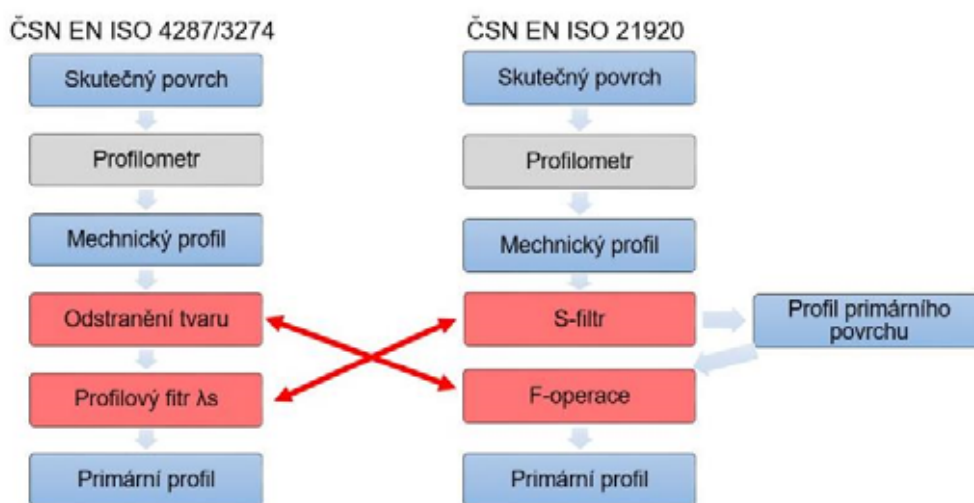 ČSN EN ISO 4287/3274
Skutečný povrch
Profilometr
Mechnický profil
Odstranění tvaru
Profilový fitr λs
Primární profil
ČSN EN ISO 21920
Skutečný povrch
Profilometr
Mechnický profil
S-filtr
Profil primárního
povrchu
F-operace
Primární profil